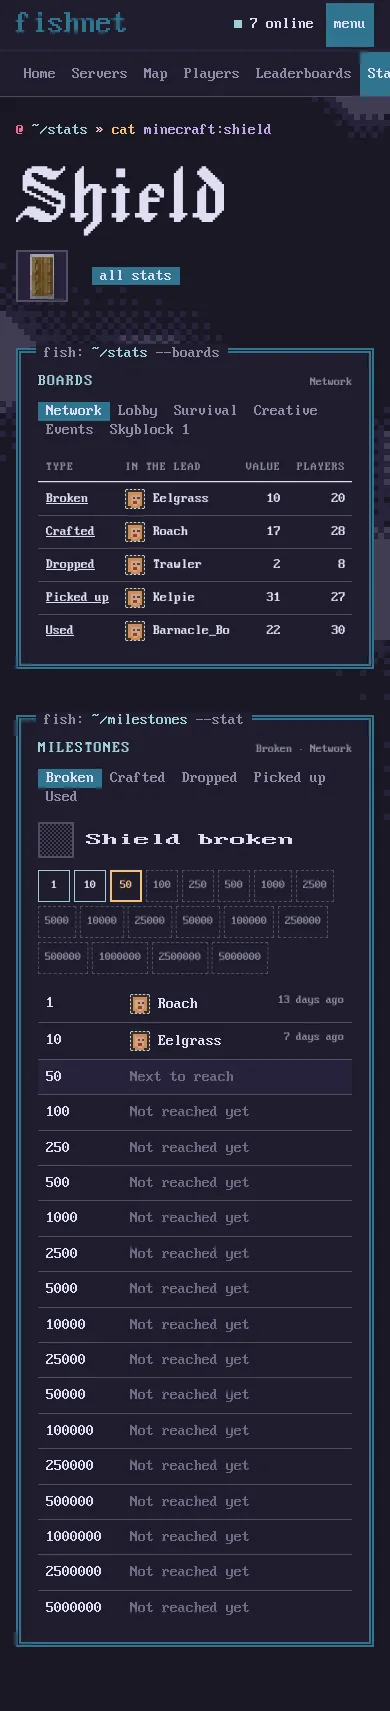 fishnet
7 online menu
Home Servers Map Players Leaderboards Sta
@ ~/stats » cat minecraft:shield
Shield
all stats
fish: ~/stats --boards
BOARDS Network
Network Lobby Survival Creative
Events Skyblock 1
TYPE IN THE LEAD VALUE PLAYERS
Broken Eelgrass 10 20
Crafted Roach 17 28
Dropped Trawler 2 8
Picked up Kelpie 31 27
Used Barnacle_Bo 22 30
fish: ~/milestones --stat
MILESTONES Broken · Network
Broken Crafted Dropped Picked up
Used
Shield broken
1 10 50 100 250 500 1000 2500
5000 10000 25000 50000 100000 250000
500000 1000000 2500000 5000000
1 Roach 13 days ago
10 Eelgrass 7 days ago
50 Next to reach
100 Not reached yet
250 Not reached yet
500 Not reached yet
1000 Not reached yet
2500 Not reached yet
5000 Not reached yet
10000 Not reached yet
25000 Not reached yet
50000 Not reached yet
100000 Not reached yet
250000 Not reached yet
500000 Not reached yet
1000000 Not reached yet
2500000 Not reached yet
5000000 Not reached yet